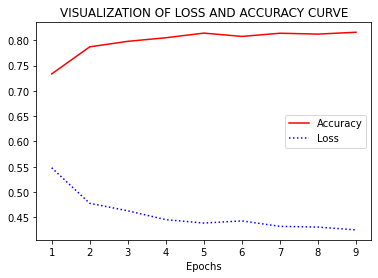 VISUALIZATION OF LOSS AND ACCURACY CURVE
0.80
0.75
0.70
0.65
0.60
0.55
0.50
0.45
Accuracy
Loss
1 2 3 4 5 6 7 8 9
Epochs